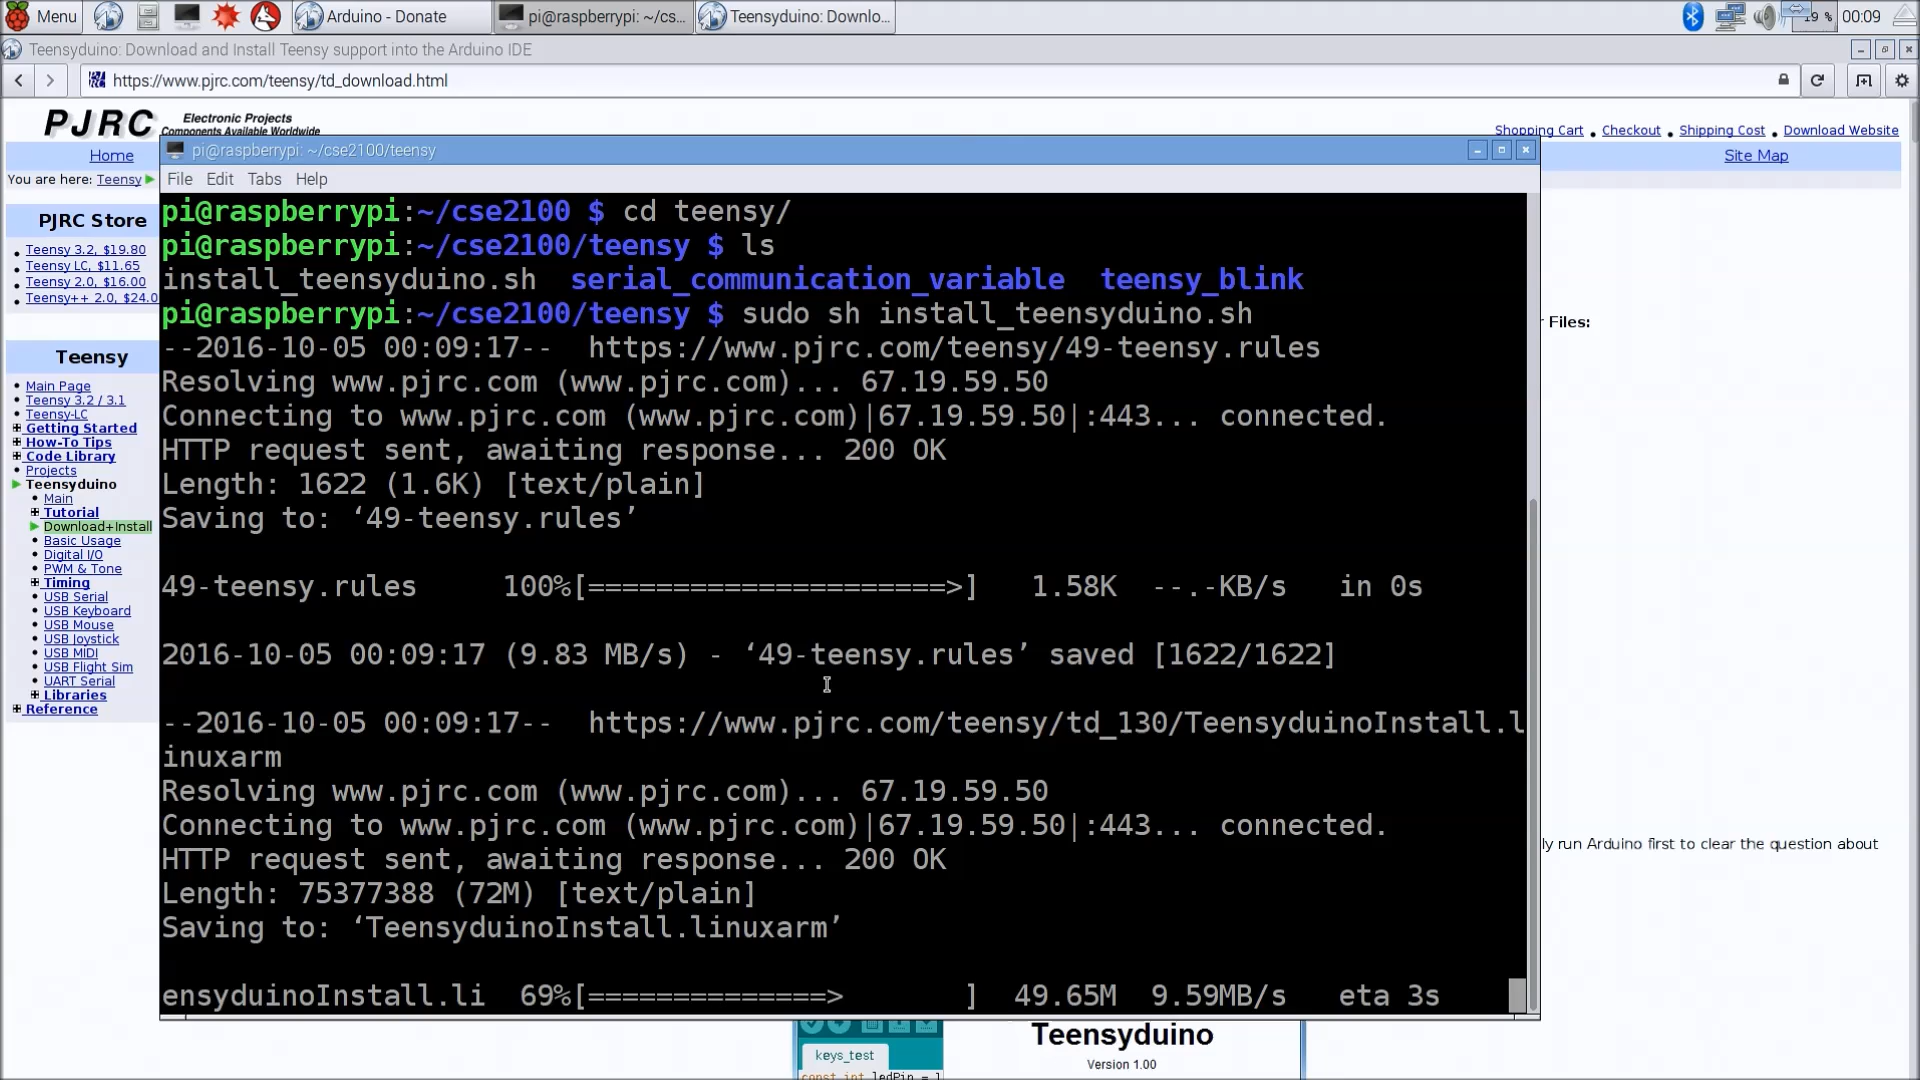 Menu
Arduino - Donate
pi@raspberrypi: ~/cs...
Teensyduino: Downlo...
19 %
00:09
Teensyduino: Download and Install Teensy support into the Arduino IDE
https://www.pjrc.com/teensy/td_download.html
PJRC
Electronic Projects
Components Available Worldwide
Shopping Cart
Checkout
Shipping Cost
Download Website
Home
Site Map
You are here: Teensy
PJRC Store
Teensy 3.2, $19.80
Teensy LC, $11.65
Teensy 2.0, $16.00
Teensy++ 2.0, $24.0
Teensy
Main Page
Teensy 3.2 / 3.1
Teensy-LC
Getting Started
How-To Tips
Code Library
Projects
Teensyduino
Main
Tutorial
Download+Install
Basic Usage
Digital I/O
PWM & Tone
Timing
USB Serial
USB Keyboard
USB Mouse
USB Joystick
USB MIDI
USB Flight Sim
UART Serial
Libraries
Reference
pi@raspberrypi: ~/cse2100/teensy
File Edit Tabs Help
pi@raspberrypi:~/cse2100 $ cd teensy/
pi@raspberrypi:~/cse2100/teensy $ ls
install_teensyduino.sh serial_communication_variable teensy_blink
pi@raspberrypi:~/cse2100/teensy $ sudo sh install_teensyduino.sh
--2016-10-05 00:09:17-- https://www.pjrc.com/teensy/49-teensy.rules
Resolving www.pjrc.com (www.pjrc.com)... 67.19.59.50
Connecting to www.pjrc.com (www.pjrc.com)|67.19.59.50|:443... connected.
HTTP request sent, awaiting response... 200 OK
Length: 1622 (1.6K) [text/plain]
Saving to: ‘49-teensy.rules’
49-teensy.rules 100%[=====================>] 1.58K --.-KB/s in 0s
2016-10-05 00:09:17 (9.83 MB/s) - ‘49-teensy.rules’ saved [1622/1622]
--2016-10-05 00:09:17-- https://www.pjrc.com/teensy/td_130/TeensyduinoInstall.l
inuxarm
Resolving www.pjrc.com (www.pjrc.com)... 67.19.59.50
Connecting to www.pjrc.com (www.pjrc.com)|67.19.59.50|:443... connected.
HTTP request sent, awaiting response... 200 OK
Length: 75377388 (72M) [text/plain]
Saving to: ‘TeensyduinoInstall.linuxarm’
ensyduinoInstall.li 69%[==============> ] 49.65M 9.59MB/s eta 3s
r Files:
ly run Arduino first to clear the question about
keys_test
const int ledPin = 1
Teensyduino
Version 1.00